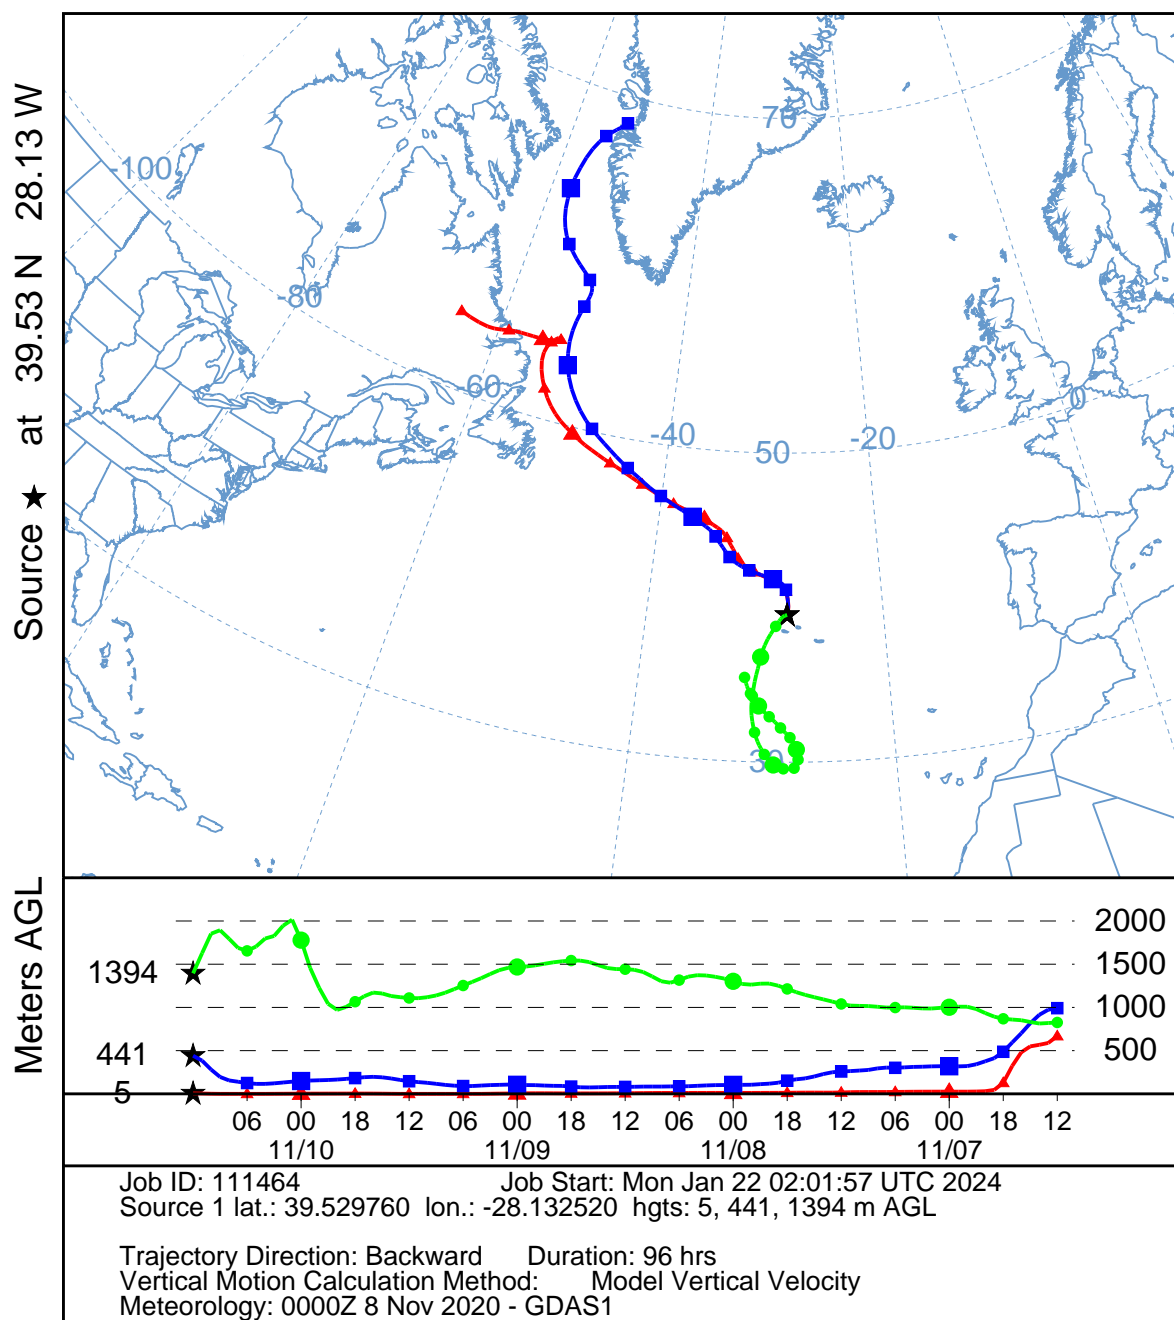 Source ★ at 39.53 N 28.13 W
70
-100
-80
60
-40
50
-20
0
30
Meters AGL
2000
1500
1000
500
1394
441
5
06 00 18 12 06 00 18 12 06 00 18 12 06 00 18 12
11/10 11/09 11/08 11/07
Job ID: 111464 Job Start: Mon Jan 22 02:01:57 UTC 2024
Source 1 lat.: 39.529760 lon.: -28.132520 hgts: 5, 441, 1394 m AGL
Trajectory Direction: Backward Duration: 96 hrs
Vertical Motion Calculation Method: Model Vertical Velocity
Meteorology: 0000Z 8 Nov 2020 - GDAS1